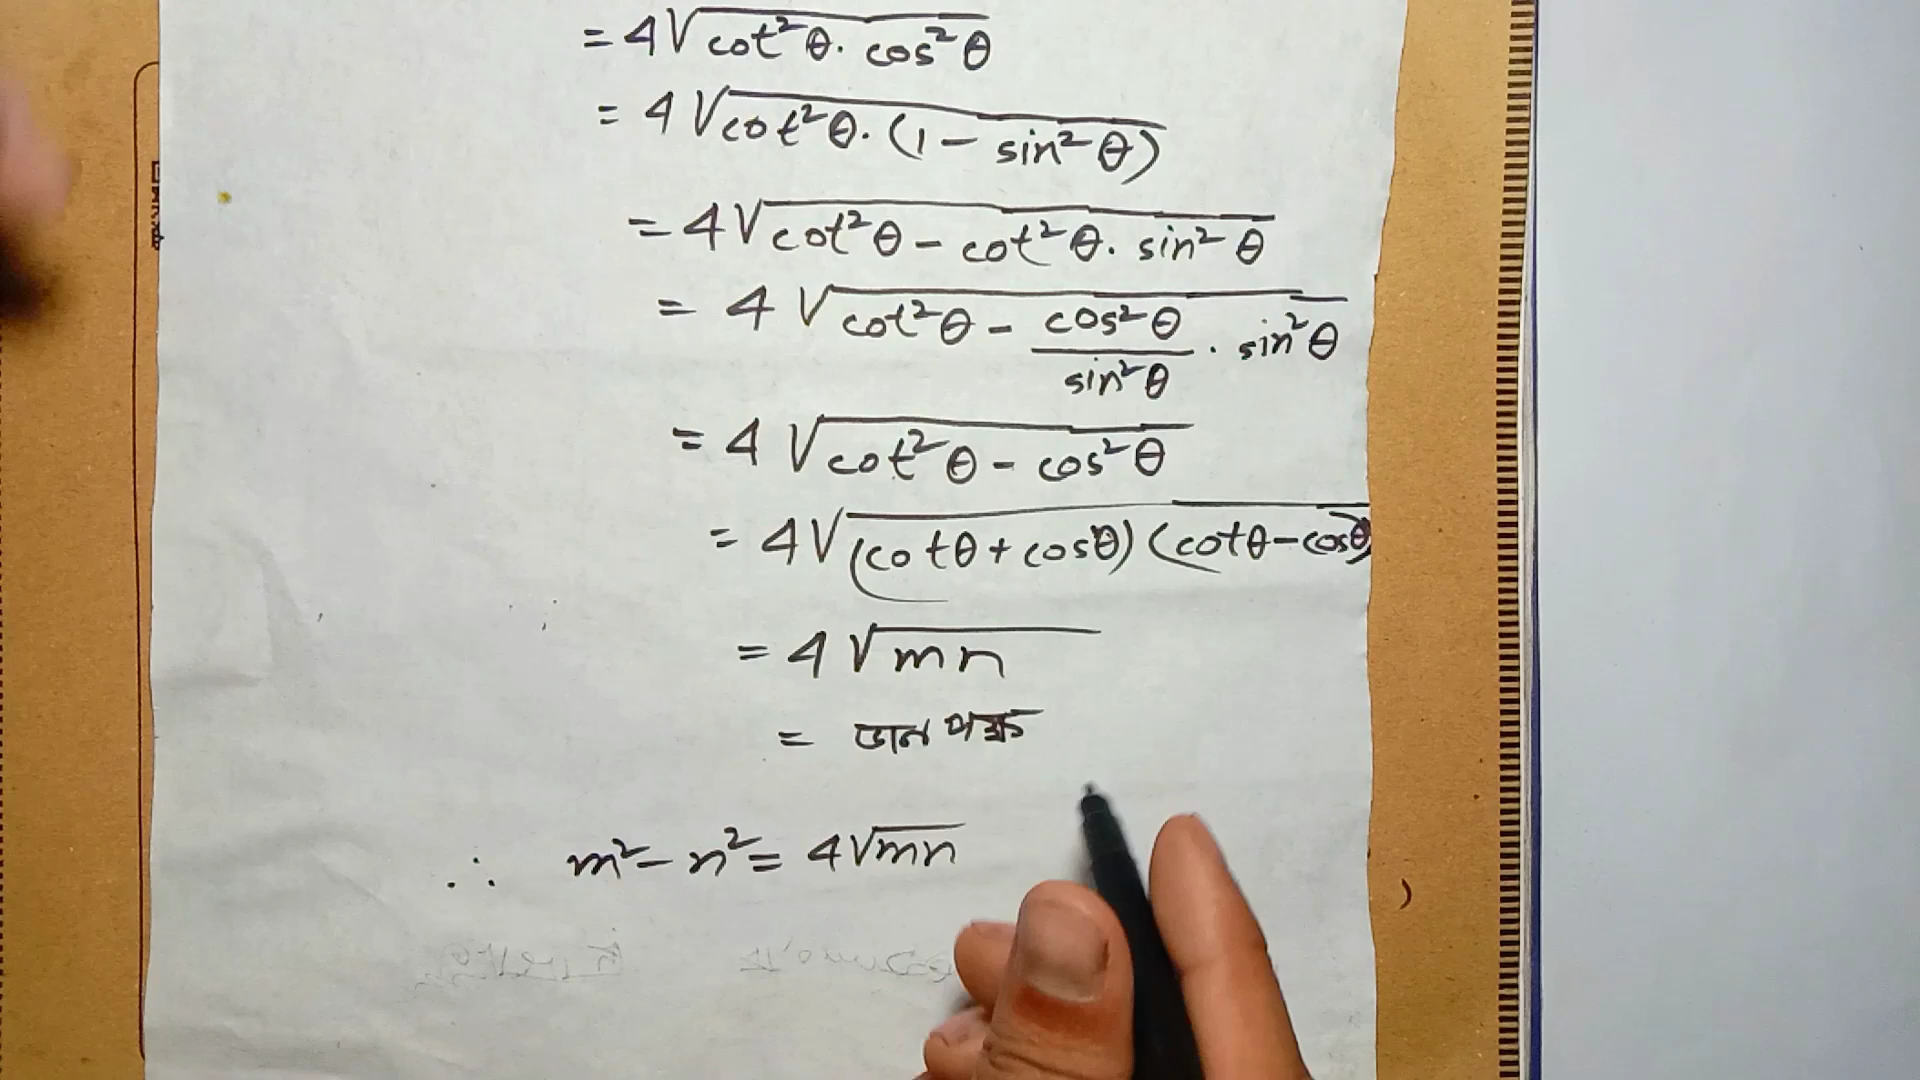 = 4√cot²θ. cos²θ
= 4√cot²θ. (1 - sin²θ)
= 4√cot²θ - cot²θ. sin²θ
= 4√cot²θ - cos²θ/sin²θ . sin²θ
= 4√cot²θ - cos²θ
= 4√(cotθ + cosθ) (cotθ - cosθ)
= 4√mn
= ডান পক্ষ
∴ m² - n² = 4√mn